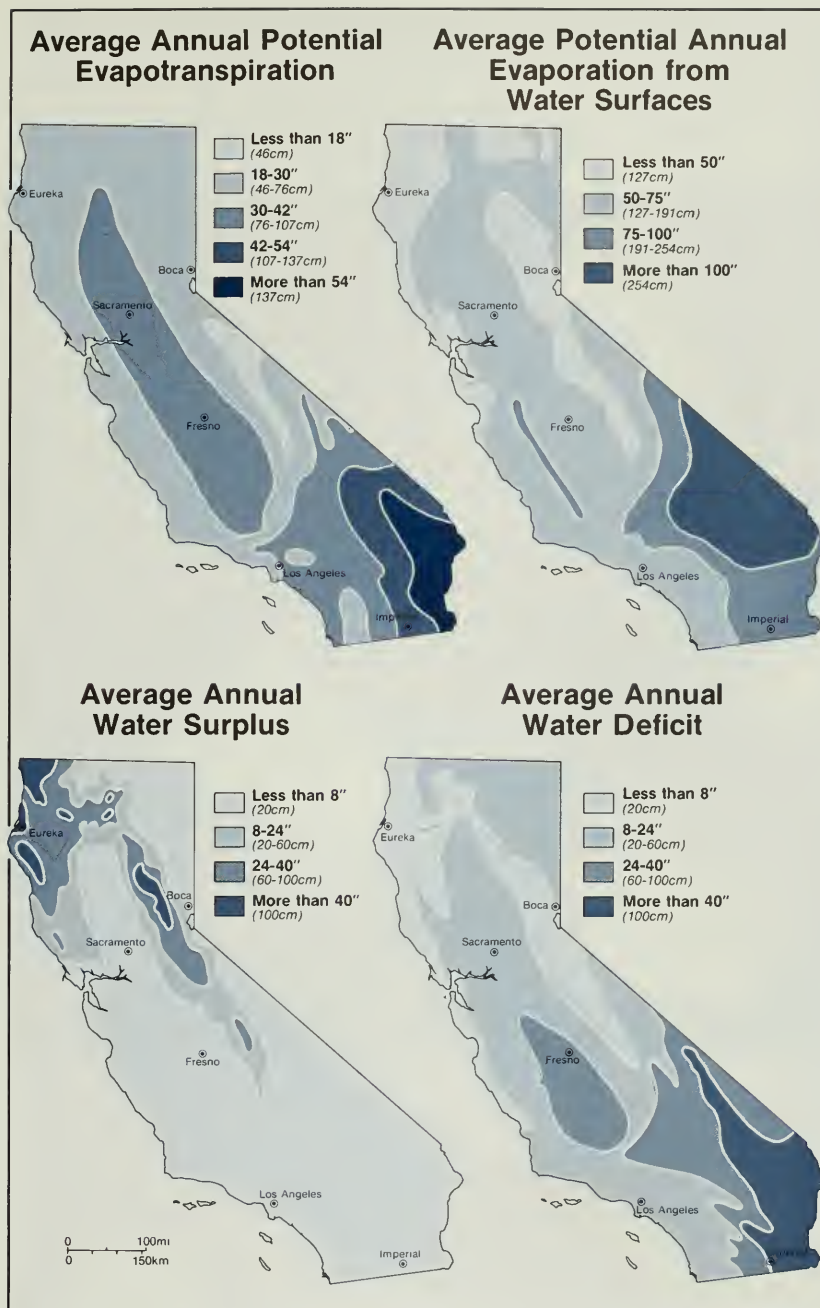 Average Annual Potential
Evapotranspiration
Less than 18"
(46cm)
18-30"
(46-76cm)
30-42"
(76-107cm)
42-54"
(107-137cm)
More than 54"
(137cm)
Eureka
Boca
Sacramento
Fresno
Los Angeles
Average Potential Annual
Evaporation from
Water Surfaces
Less than 50"
(127cm)
50-75"
(127-191cm)
75-100"
(191-254cm)
More than 100"
(254cm)
Eureka
Boca
Sacramento
Fresno
Los Angeles
Imperial
Average Annual
Water Surplus
Less than 8"
(20cm)
8-24"
(20-60cm)
24-40"
(60-100cm)
More than 40"
(100cm)
Eureka
Boca
Sacramento
Fresno
Los Angeles
Imperial
0 100mi
0 150km
Average Annual
Water Deficit
Less than 8"
(20cm)
8-24"
(20-60cm)
24-40"
(60-100cm)
More than 40"
(100cm)
Eureka
Boca
Sacramento
Fresno
Los Angeles